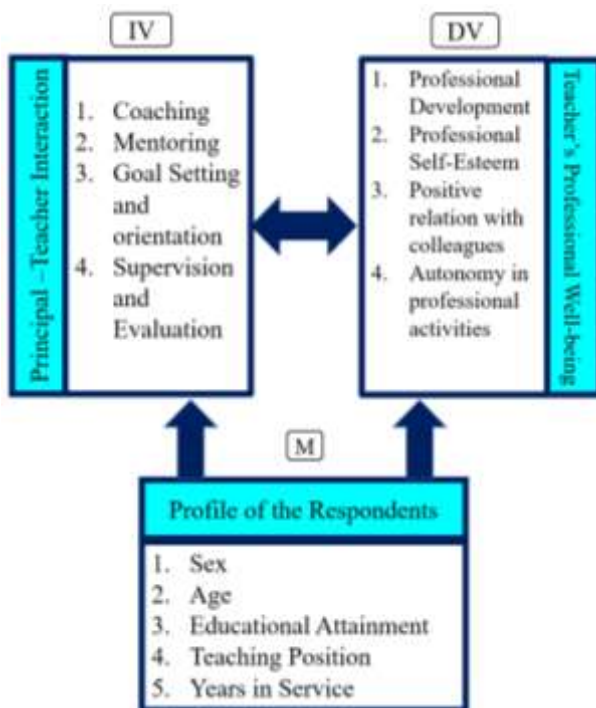 IV
Principal –Teacher Interaction
1. Coaching
2. Mentoring
3. Goal Setting
and
orientation
4. Supervision
and
Evaluation
DV
1. Professional
Development
2. Professional
Self-Esteem
3. Positive
relation with
colleagues
4. Autonomy in
professional
activities
Teacher's Professional Well-being
M
Profile of the Respondents
1. Sex
2. Age
3. Educational Attainment
4. Teaching Position
5. Years in Service